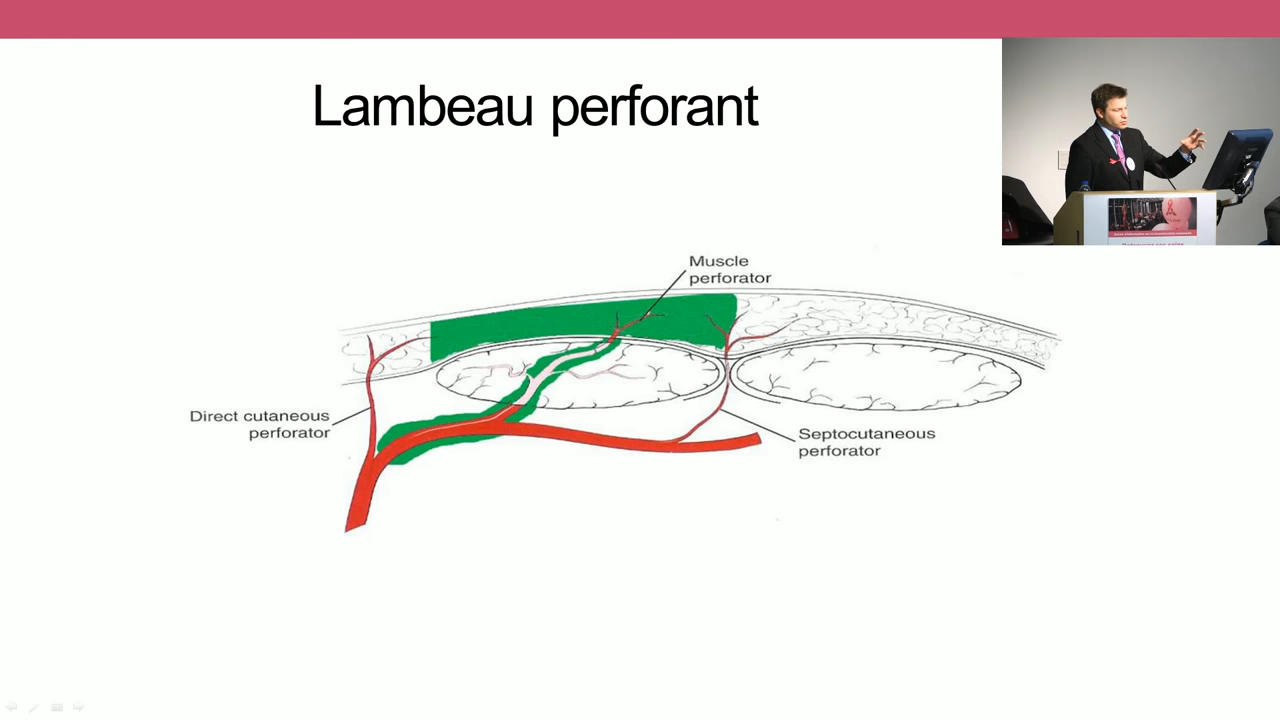 Lambeau perforant
Muscle
perforator
Direct cutaneous
perforator
Septocutaneous
perforator